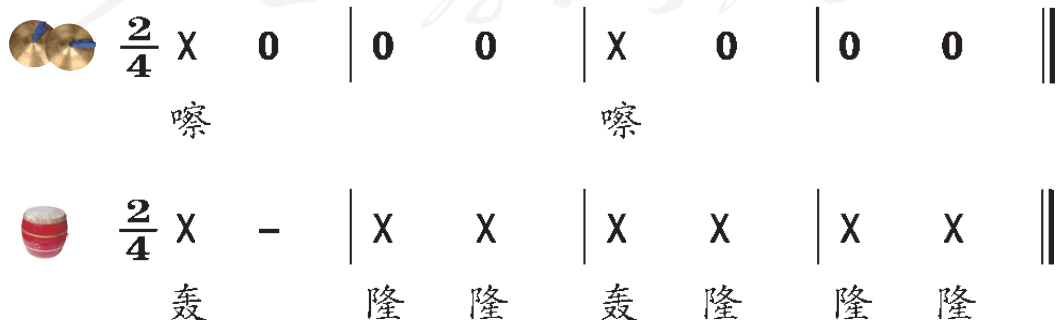 2/4 X 0 | 0 0 | X 0 | 0 0 ‖
嚓 嚓
2/4 X – | X X | X X | X X ‖
轰 隆 隆 轰 隆 隆 隆